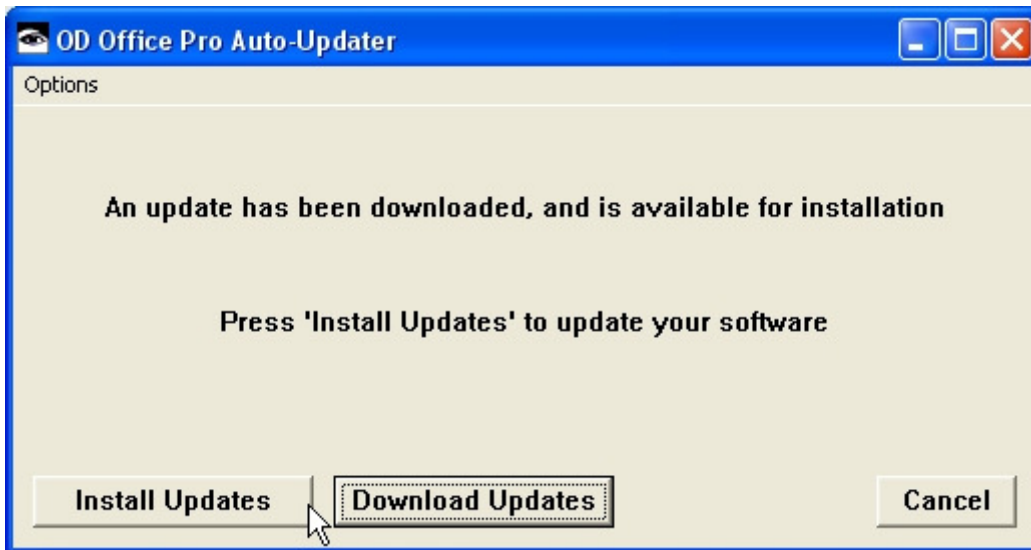 OD Office Pro Auto-Updater
Options
An update has been downloaded, and is available for installation
Press 'Install Updates' to update your software
Install Updates
Download Updates
Cancel